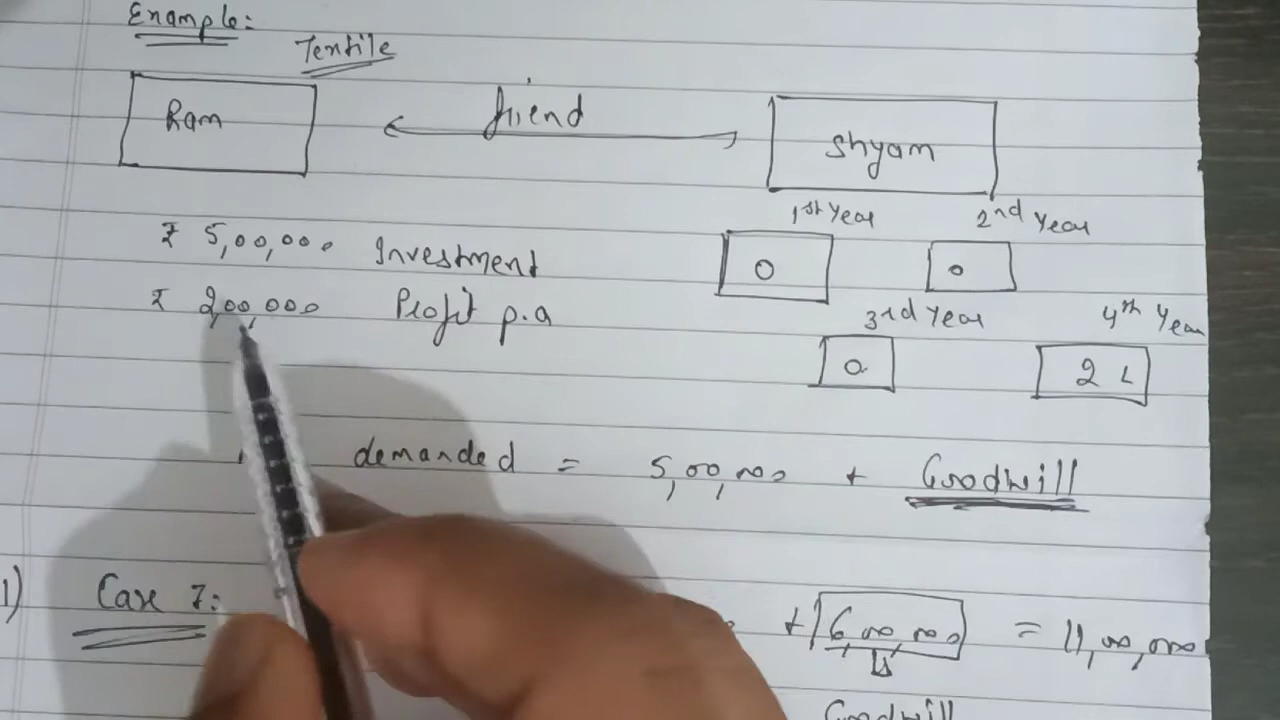 Example:
Textile
Ram
friend
Shyam
1st Year
2nd Year
₹ 5,00,000 Investment
0
0
₹ 2,00,000 Profit p.a
3rd Year
4th Year
0
2 L
demanded = 5,00,000 + Goodwill
1) Case I:
+ 6,00,000 = 11,00,000
Goodwill